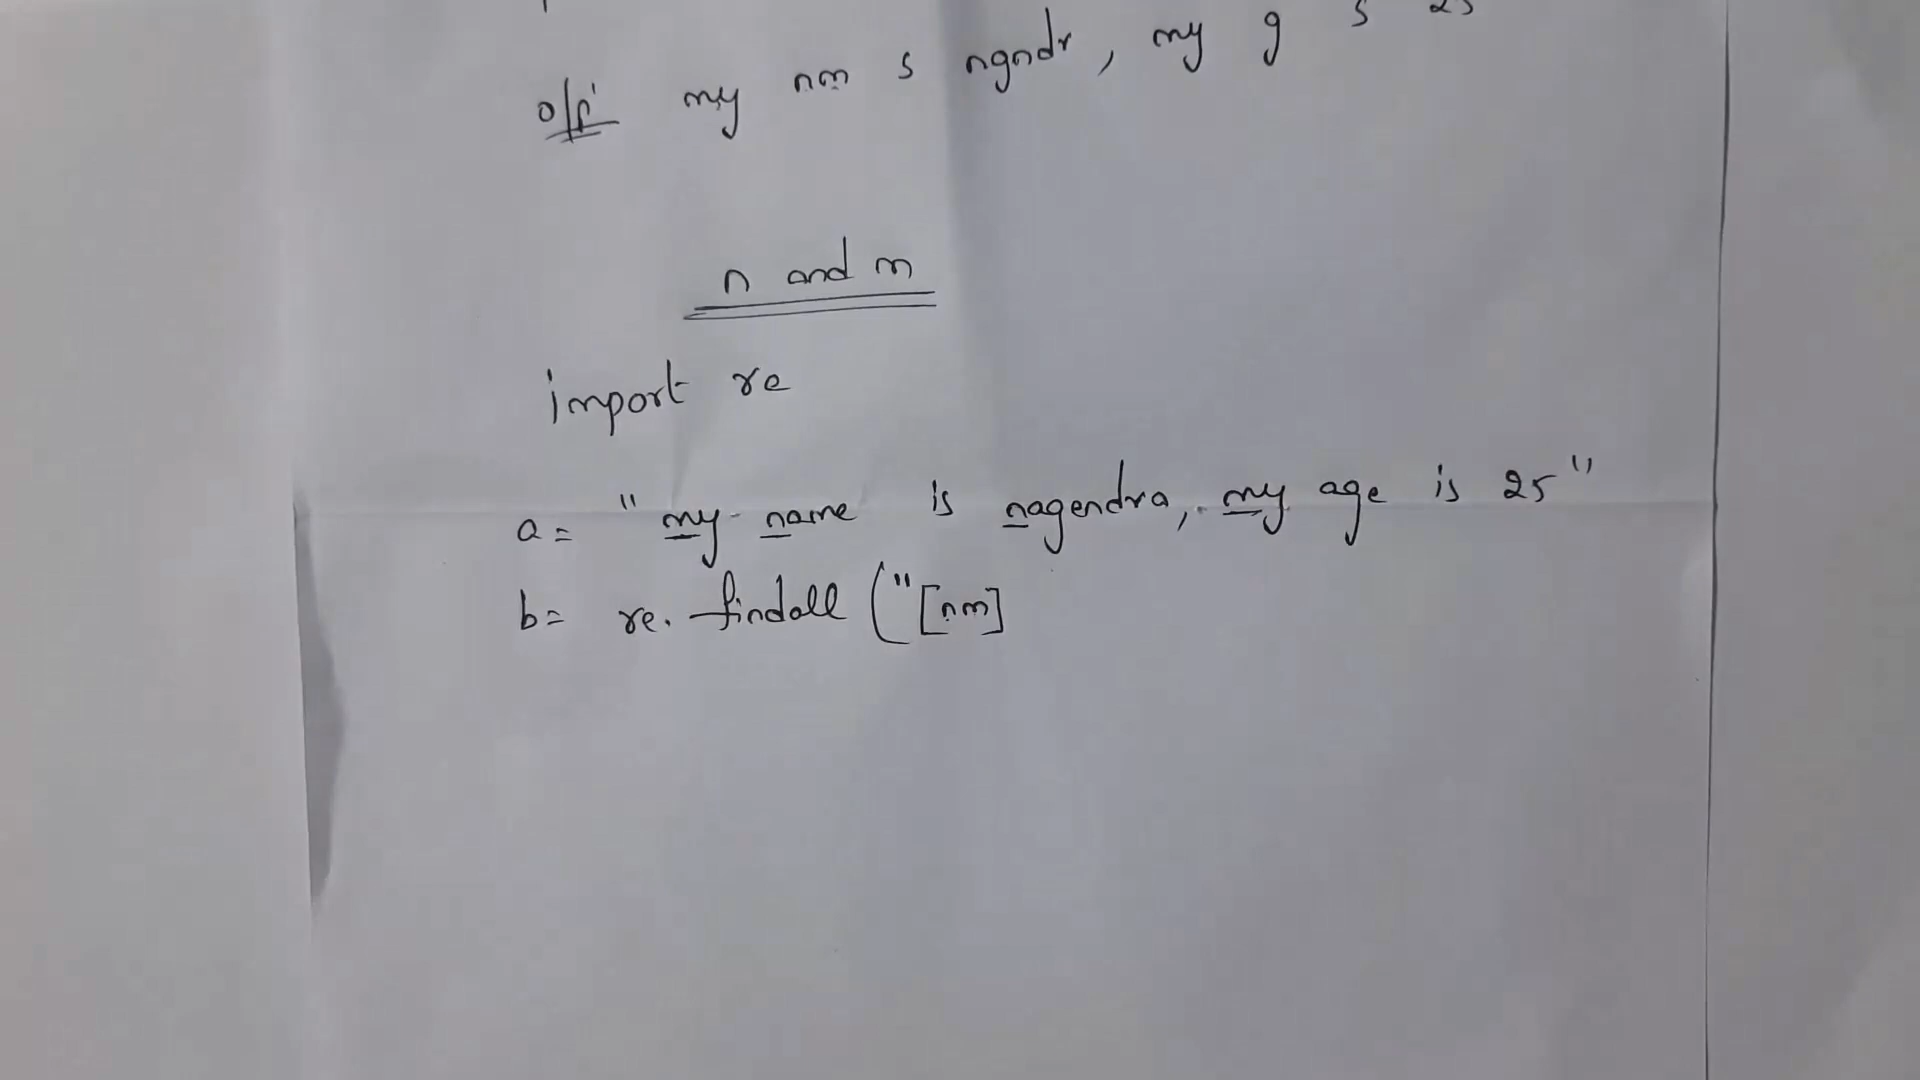 o/p' my nm s ngndr, my g s 25
n and m
import re
a= "my name is nagendra, my age is 25"
b= re.findall ("[nm]